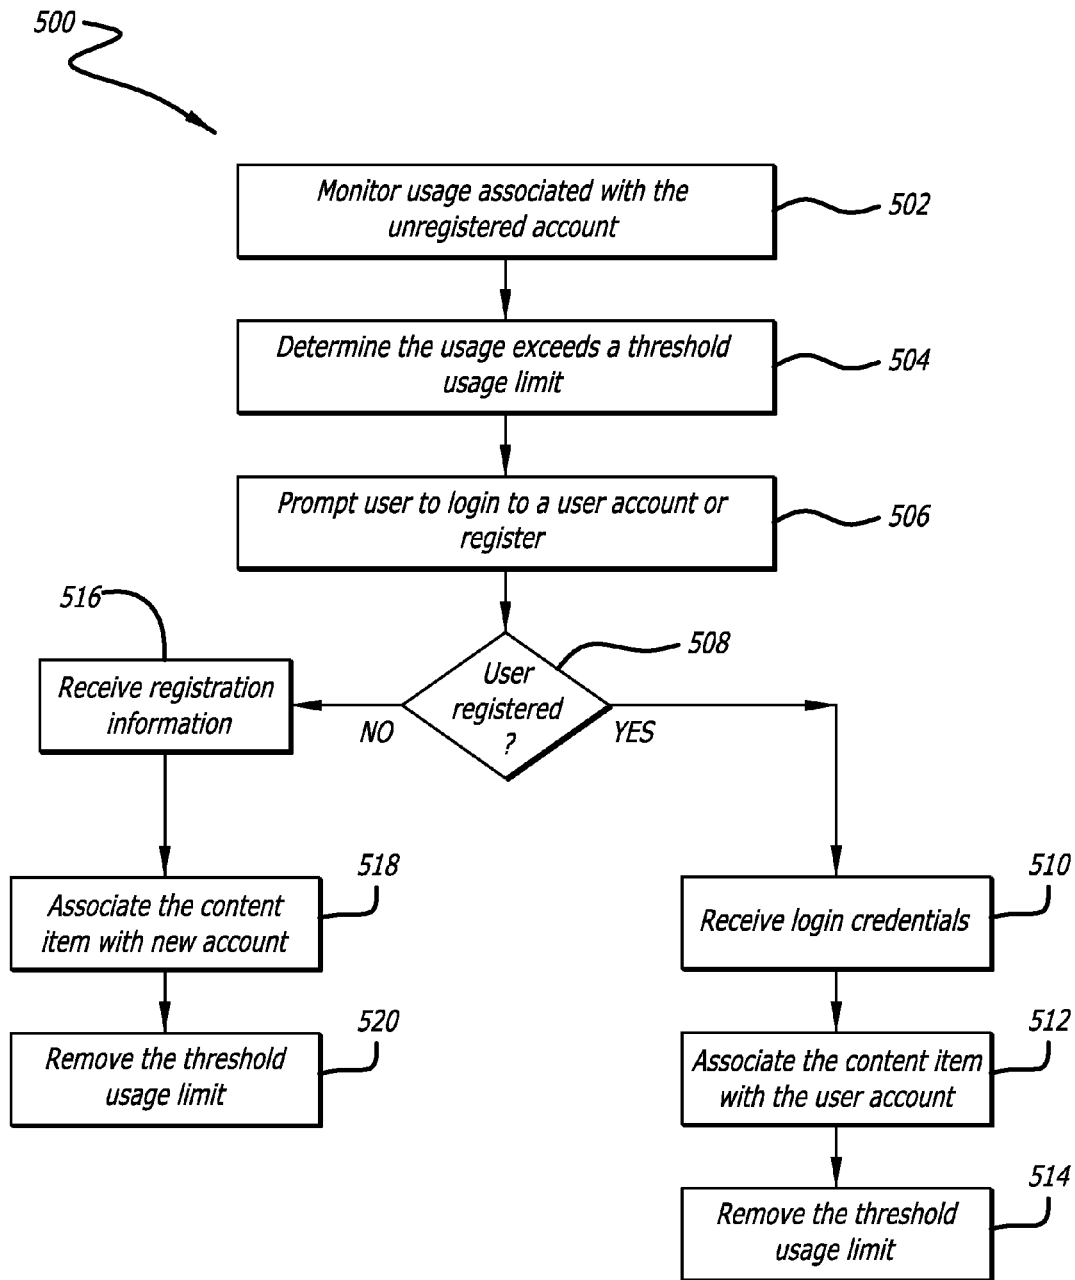 500
Monitor usage associated with the
unregistered account
502
Determine the usage exceeds a threshold
usage limit
504
Prompt user to login to a user account or
register
506
516
508
User
registered
?
NO
YES
Receive registration
information
518
Associate the content
item with new account
520
Remove the threshold
usage limit
510
Receive login credentials
512
Associate the content item
with the user account
514
Remove the threshold
usage limit